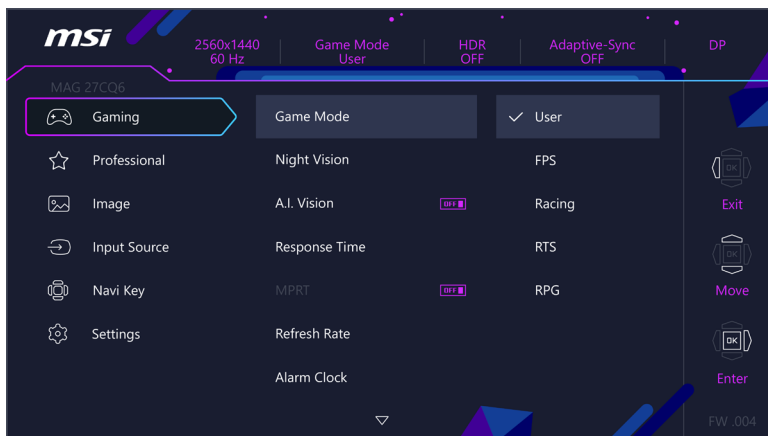 msi
2560x1440 Game Mode HDR Adaptive-Sync DP
60 Hz User OFF OFF
MAG 27CQ6
Gaming Game Mode User
Professional Night Vision FPS
OK
Image A.I. Vision OFF Racing Exit
Input Source Response Time RTS
OK
Navi Key MPRT OFF RPG Move
Settings Refresh Rate
OK
Alarm Clock Enter
FW .004